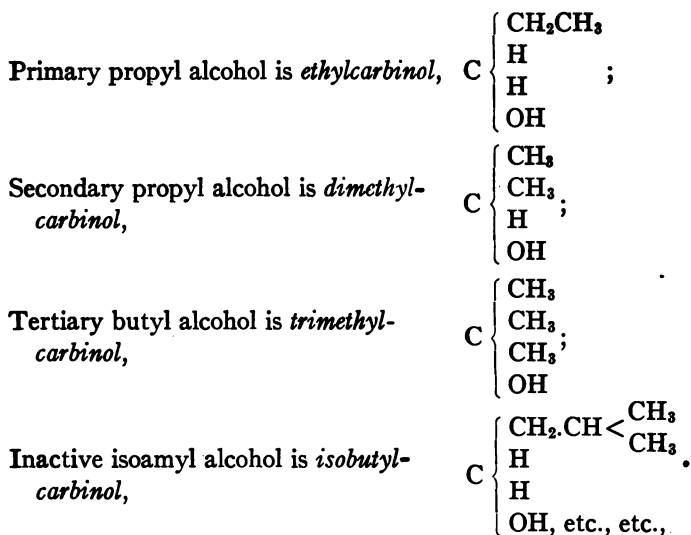 CH₂CH₃
Primary propyl alcohol is ethylcarbinol, C { H ;
H
OH
CH₃
Secondary propyl alcohol is dimethyl- CH₃
carbinol, C { H ;
OH
CH₃
Tertiary butyl alcohol is trimethyl- CH₃
carbinol, C { CH₃ ;
OH
CH₂.CH < CH₃ CH₃
Inactive isoamyl alcohol is isobutyl- H
carbinol, C { H .
OH, etc., etc.,